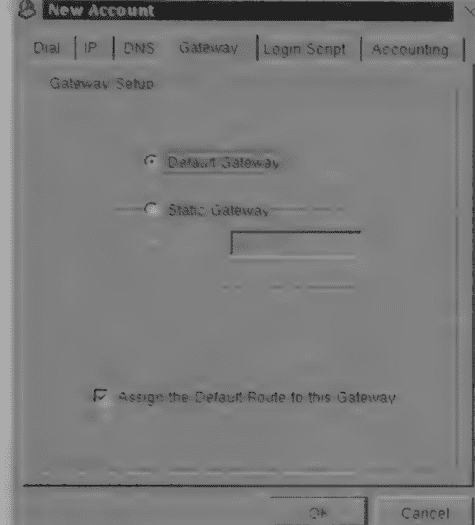 New Account
Dial IP DNS Gateway Login Script Accounting
Gateway Setup
Default Gateway
Static Gateway
Assign the Default Route to this Gateway
OK
Cancel